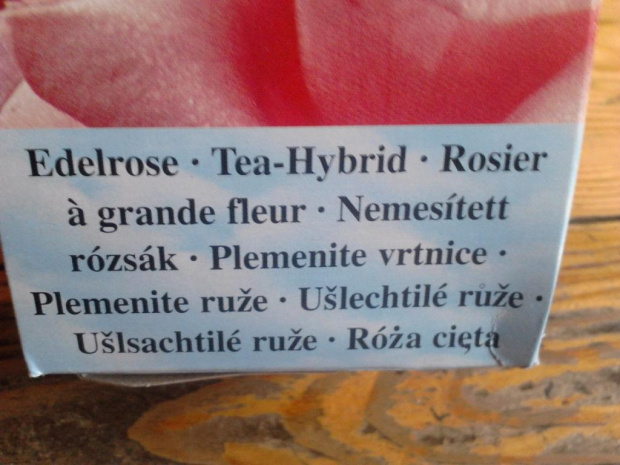 Edelrose · Tea-Hybrid · Rosier
à grande fleur · Nemesített
rózsák · Plemenite vrtnice ·
Plemenite ruže · Ušlechtilé růže ·
Ušlsachtilé ruže · Róża cięta